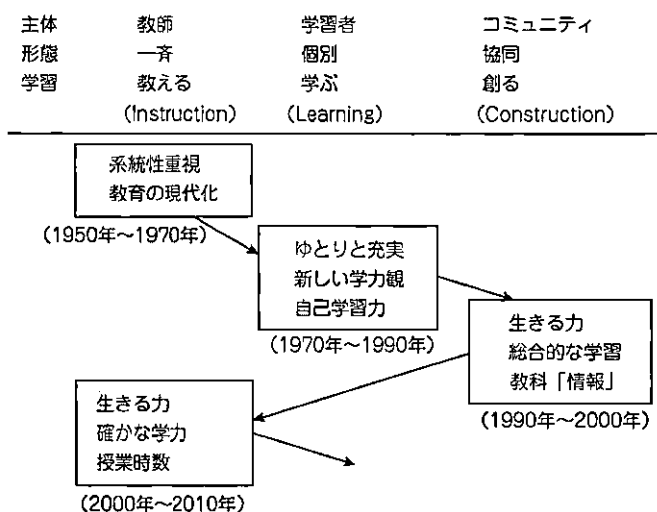 主体 教師 学習者 コミュニティ
形態 一斉 個別 協同
学習 教える 学ぶ 創る
(Instruction) (Learning) (Construction)
系統性重視
教育の現代化
(1950年～1970年)
ゆとりと充実
新しい学力観
自己学習力
(1970年～1990年)
生きる力
総合的な学習
教科「情報」
(1990年～2000年)
生きる力
確かな学力
授業時数
(2000年～2010年)